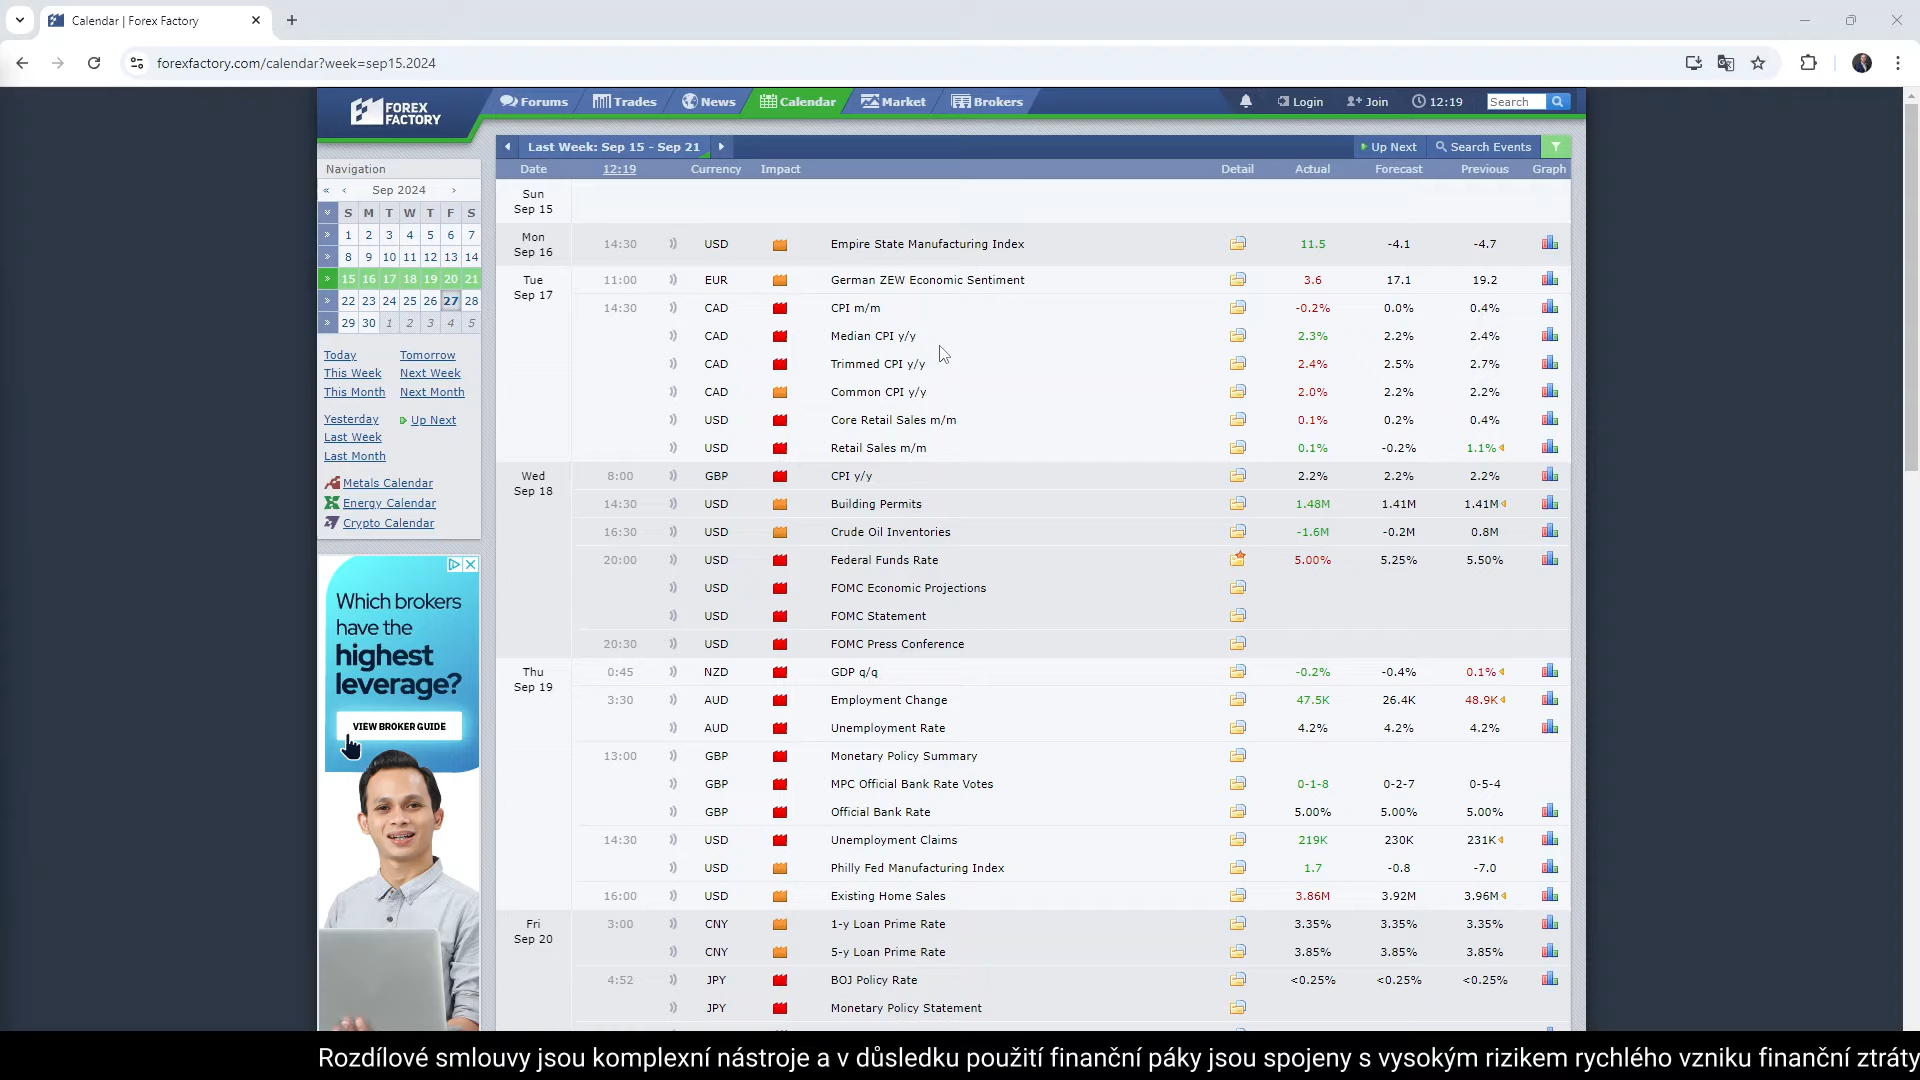 Calendar | Forex Factory
forexfactory.com/calendar?week=sep15.2024
FOREX FACTORY
Forums Trades News Calendar Market Brokers Login Join 12:19 Search
Navigation
« ‹ Sep 2024 ›
S M T W T F S
1 2 3 4 5 6 7
8 9 10 11 12 13 14
15 16 17 18 19 20 21
22 23 24 25 26 27 28
29 30 1 2 3 4 5
Today Tomorrow
This Week Next Week
This Month Next Month
Yesterday Up Next
Last Week
Last Month
Metals Calendar
Energy Calendar
Crypto Calendar
Which brokers
have the
highest
leverage?
VIEW BROKER GUIDE
Last Week: Sep 15 - Sep 21 Up Next Search Events
Date 12:19 Currency Impact Detail Actual Forecast Previous Graph
Sun
Sep 15
Mon
Sep 16
14:30 USD Empire State Manufacturing Index 11.5 -4.1 -4.7
Tue
Sep 17
11:00 EUR German ZEW Economic Sentiment 3.6 17.1 19.2
14:30 CAD CPI m/m -0.2% 0.0% 0.4%
CAD Median CPI y/y 2.3% 2.2% 2.4%
CAD Trimmed CPI y/y 2.4% 2.5% 2.7%
CAD Common CPI y/y 2.0% 2.2% 2.2%
USD Core Retail Sales m/m 0.1% 0.2% 0.4%
USD Retail Sales m/m 0.1% -0.2% 1.1%
Wed
Sep 18
8:00 GBP CPI y/y 2.2% 2.2% 2.2%
14:30 USD Building Permits 1.48M 1.41M 1.41M
16:30 USD Crude Oil Inventories -1.6M -0.2M 0.8M
20:00 USD Federal Funds Rate 5.00% 5.25% 5.50%
USD FOMC Economic Projections
USD FOMC Statement
20:30 USD FOMC Press Conference
Thu
Sep 19
0:45 NZD GDP q/q -0.2% -0.4% 0.1%
3:30 AUD Employment Change 47.5K 26.4K 48.9K
AUD Unemployment Rate 4.2% 4.2% 4.2%
13:00 GBP Monetary Policy Summary
GBP MPC Official Bank Rate Votes 0-1-8 0-2-7 0-5-4
GBP Official Bank Rate 5.00% 5.00% 5.00%
14:30 USD Unemployment Claims 219K 230K 231K
USD Philly Fed Manufacturing Index 1.7 -0.8 -7.0
16:00 USD Existing Home Sales 3.86M 3.92M 3.96M
Fri
Sep 20
3:00 CNY 1-y Loan Prime Rate 3.35% 3.35% 3.35%
CNY 5-y Loan Prime Rate 3.85% 3.85% 3.85%
4:52 JPY BOJ Policy Rate <0.25% <0.25% <0.25%
JPY Monetary Policy Statement
Rozdílové smlouvy jsou komplexní nástroje a v důsledku použití finanční páky jsou spojeny s vysokým rizikem rychlého vzniku finanční ztráty